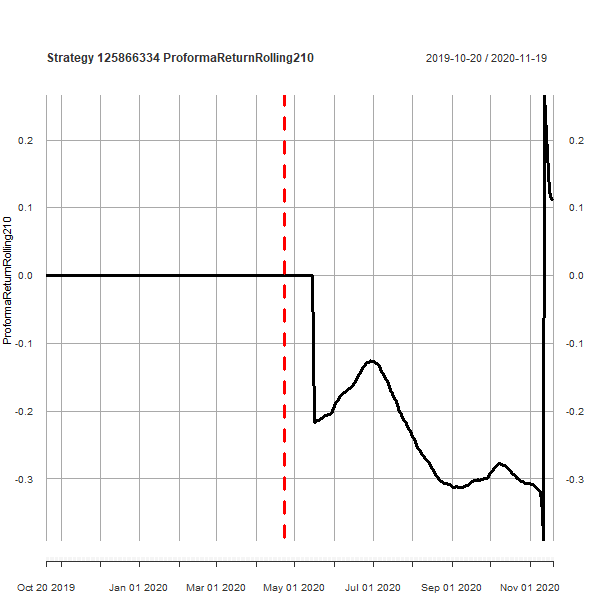 Strategy 125866334 ProformaReturnRolling210
2019-10-20 / 2020-11-19
ProformaReturnRolling210
0.2
0.1
0.0
-0.1
-0.2
-0.3
0.2
0.1
0.0
-0.1
-0.2
-0.3
Oct 20 2019
Jan 01 2020
Mar 01 2020
May 01 2020
Jul 01 2020
Sep 01 2020
Nov 01 2020